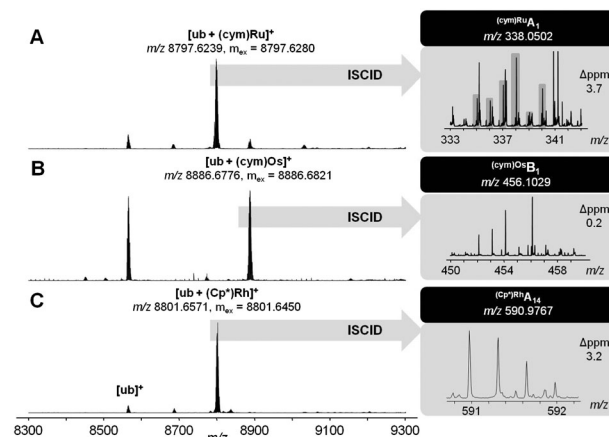 A
[ub + (cym)Ru]⁺
m/z 8797.6239, mₑₓ = 8797.6280
ISCID
(cym)RuA₁
m/z 338.0502
Δppm
3.7
333 337 341
B
[ub + (cym)Os]⁺
m/z 8886.6776, mₑₓ = 8886.6821
ISCID
(cym)OsB₁
m/z 456.1029
Δppm
0.2
450 454 458
C
[ub + (Cp*)Rh]⁺
m/z 8801.6571, mₑₓ = 8801.6450
ISCID
(Cp*)RhA₁₄
m/z 590.9767
Δppm
3.2
[ub]⁺
591 592 m/z
8300 8500 8700 8900 9100 9300
m/z